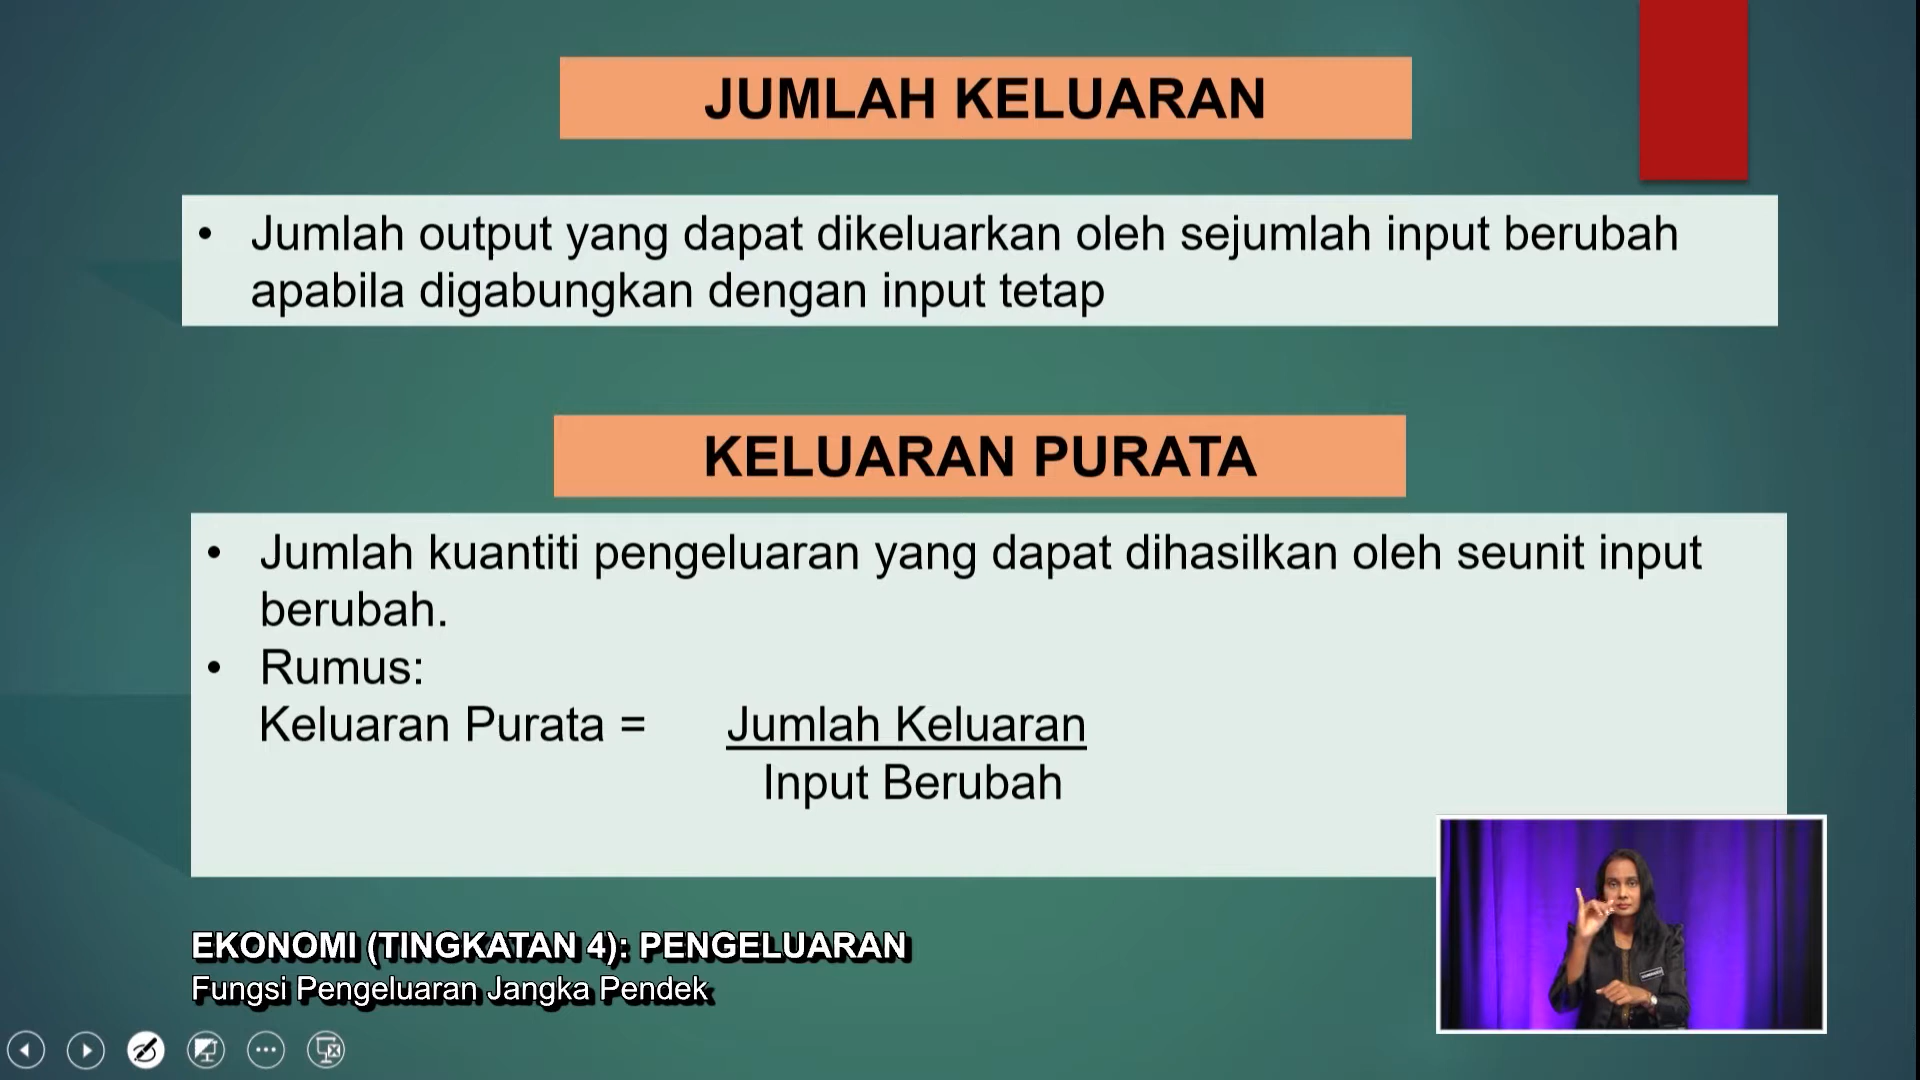 JUMLAH KELUARAN
• Jumlah output yang dapat dikeluarkan oleh sejumlah input berubah
apabila digabungkan dengan input tetap
KELUARAN PURATA
• Jumlah kuantiti pengeluaran yang dapat dihasilkan oleh seunit input
berubah.
• Rumus:
Keluaran Purata = Jumlah Keluaran
Input Berubah
EKONOMI (TINGKATAN 4): PENGELUARAN
Fungsi Pengeluaran Jangka Pendek